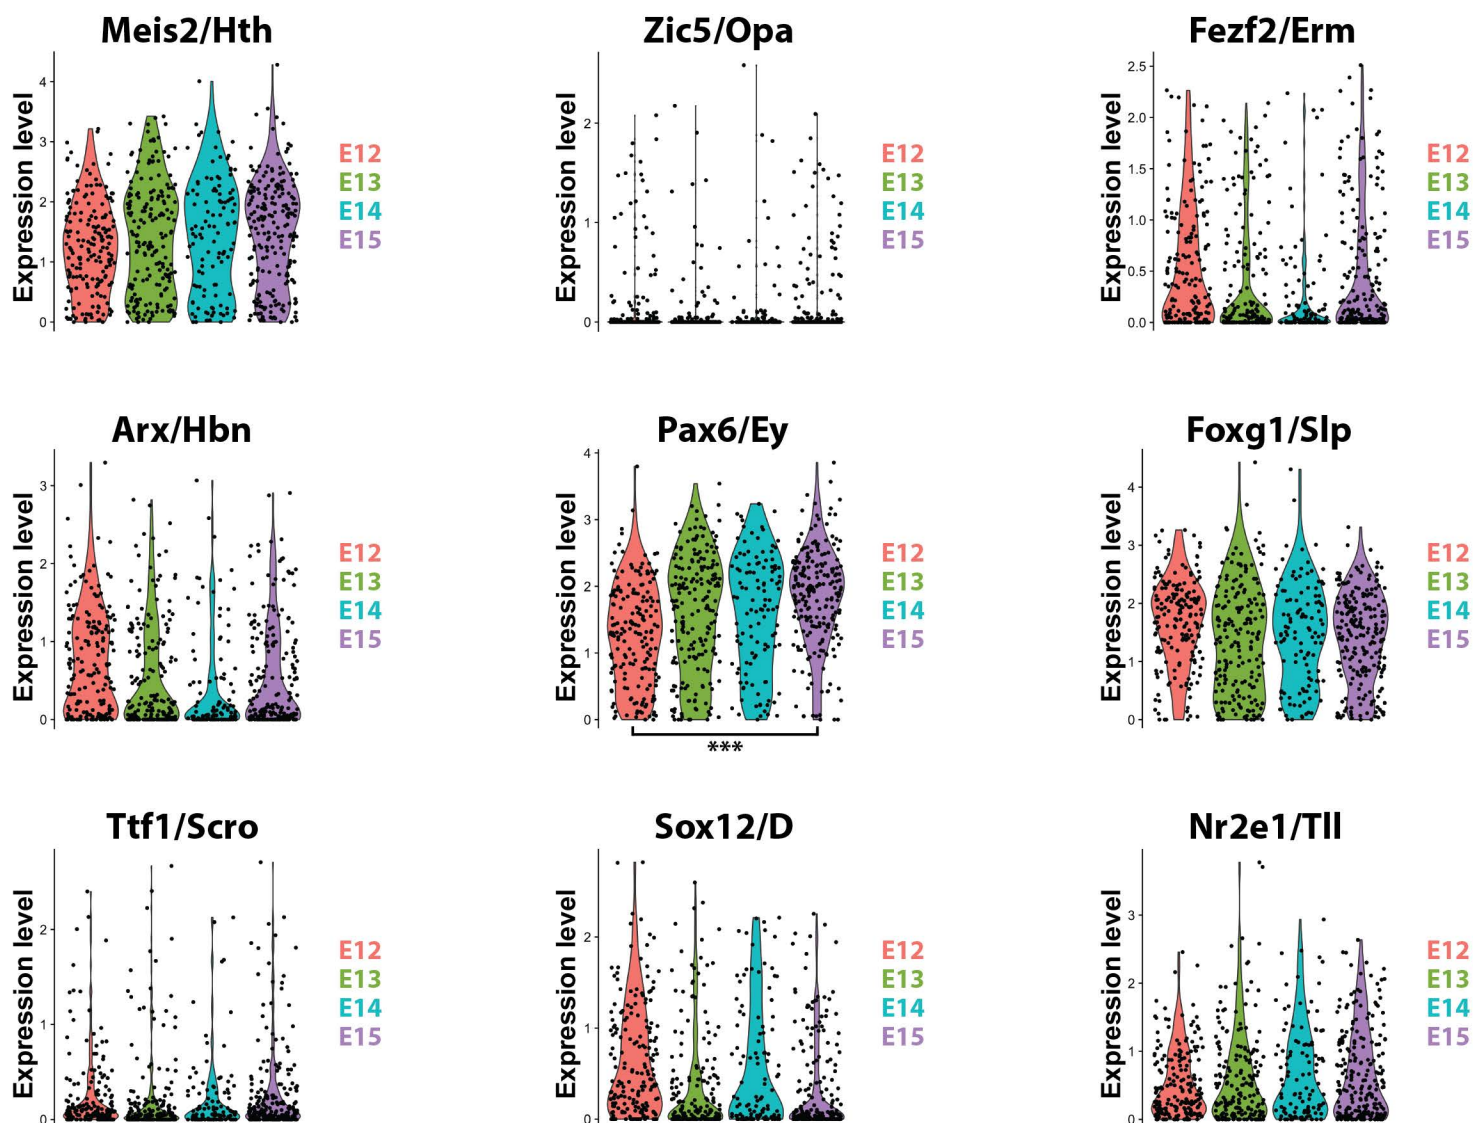 Meis2/Hth
Expression level
4
3
2
1
0
E12
E13
E14
E15
Zic5/Opa
Expression level
2
1
0
E12
E13
E14
E15
Fezf2/Erm
Expression level
2.5
2.0
1.5
1.0
0.5
0.0
E12
E13
E14
E15
Arx/Hbn
Expression level
3
2
1
0
E12
E13
E14
E15
Pax6/Ey
Expression level
4
3
2
1
0
E12
E13
E14
E15
***
Foxg1/Slp
Expression level
4
3
2
1
0
E12
E13
E14
E15
Ttf1/Scro
Expression level
2
1
0
E12
E13
E14
E15
Sox12/D
Expression level
2
1
0
E12
E13
E14
E15
Nr2e1/Tll
Expression level
3
2
1
0
E12
E13
E14
E15